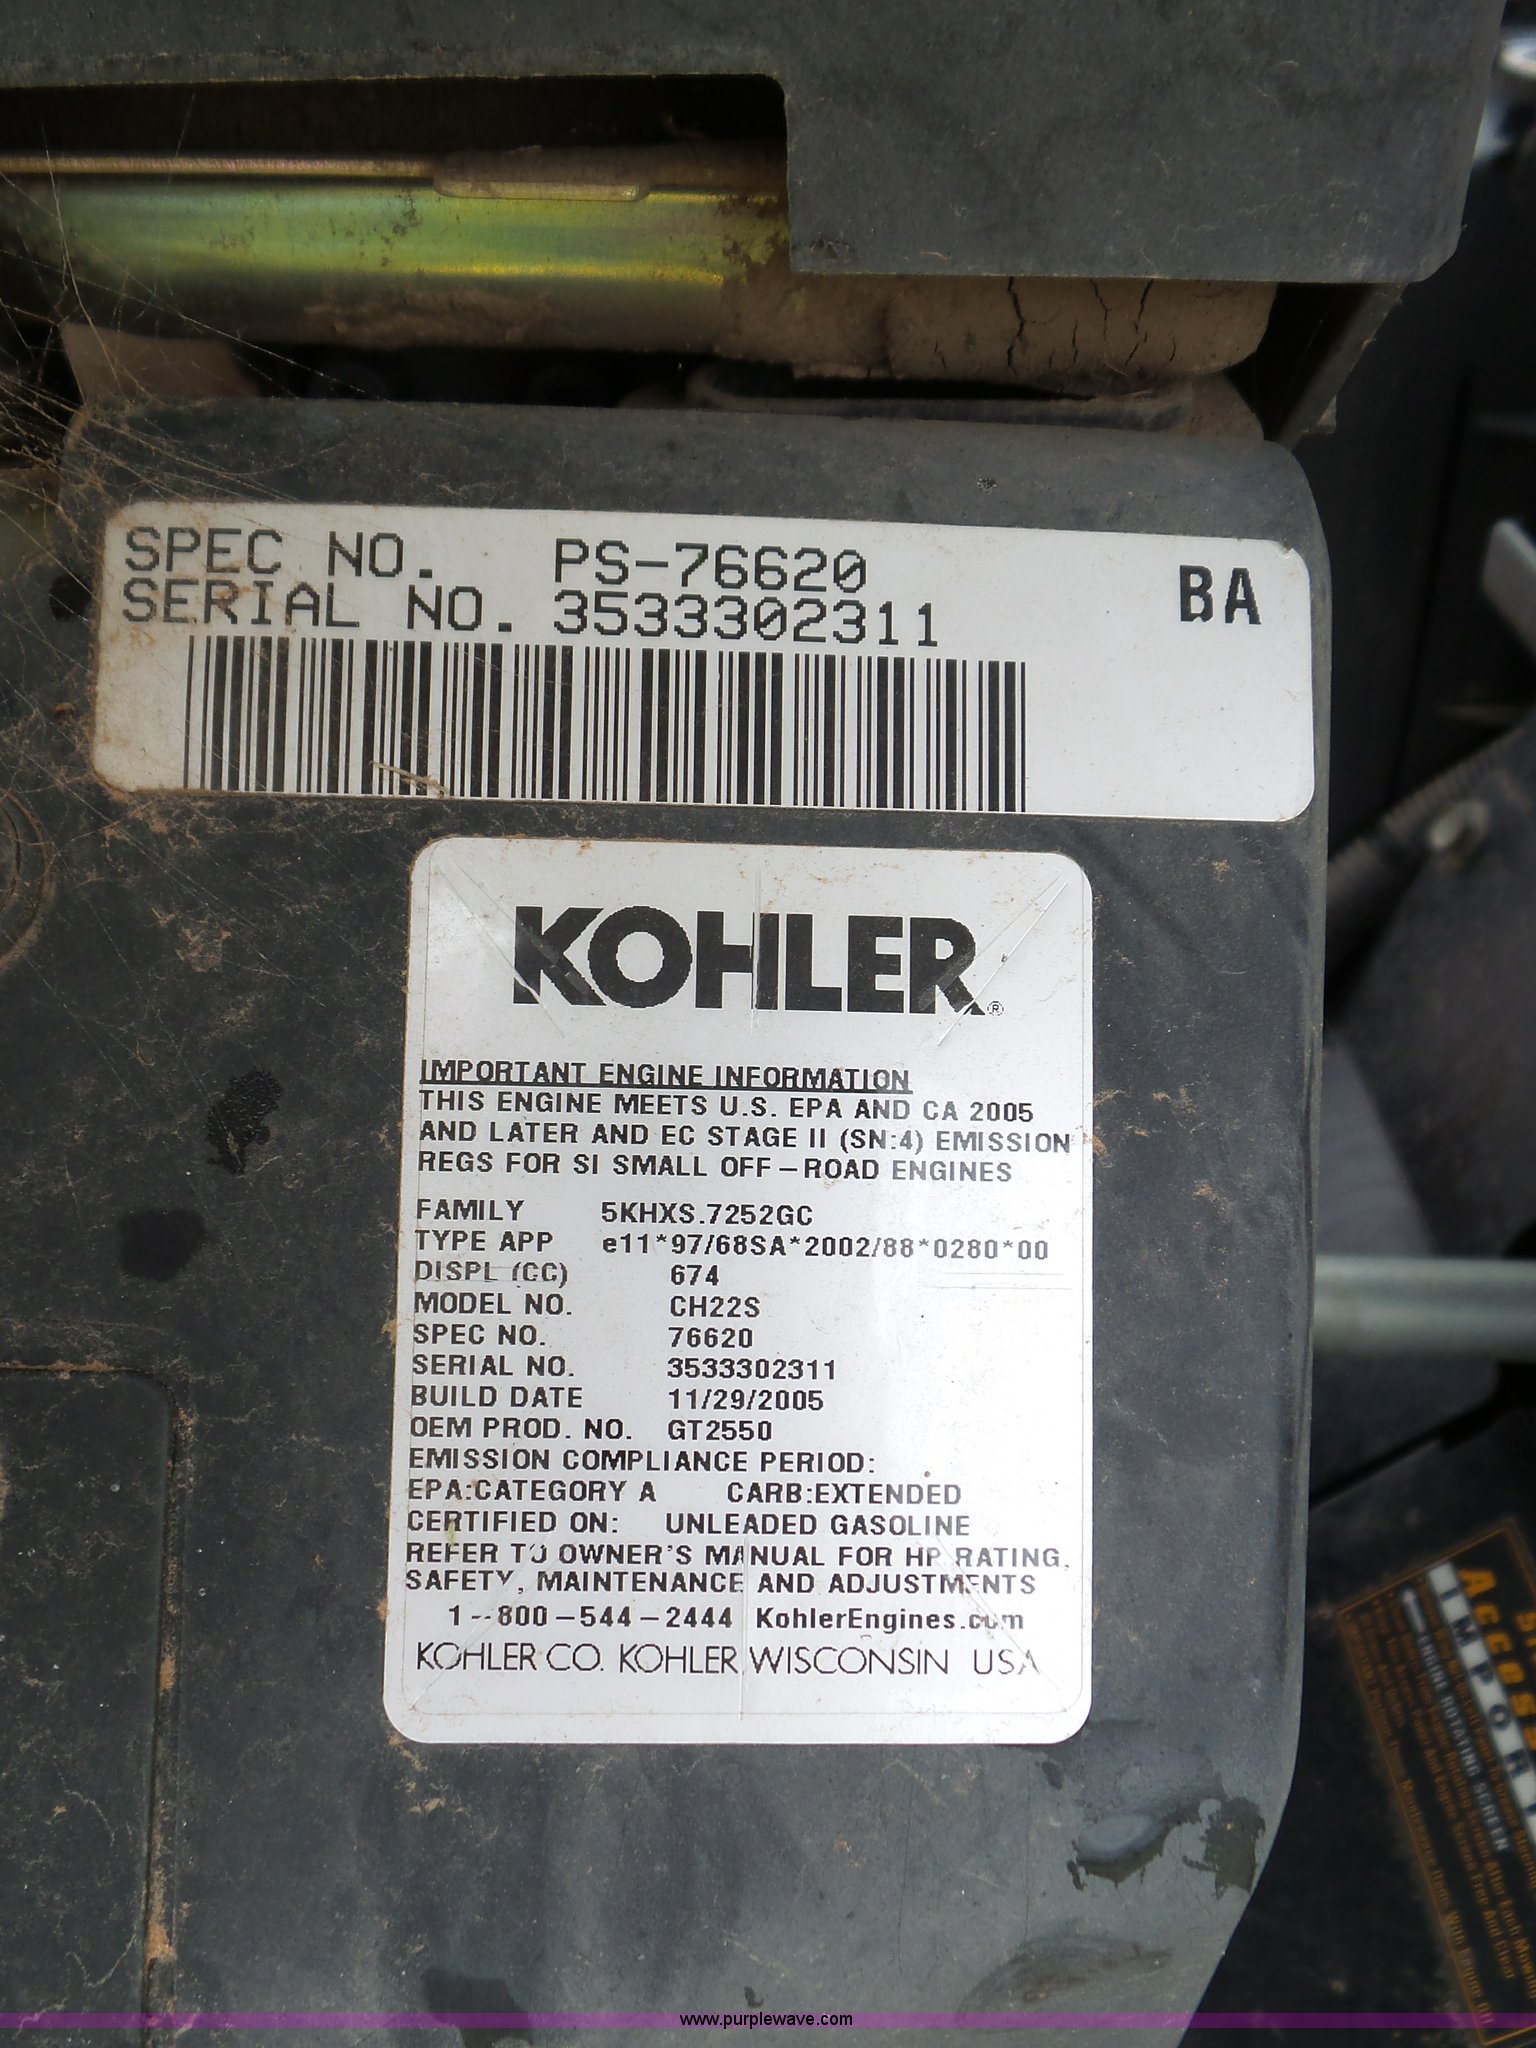 SPEC NO. PS-76620
SERIAL NO. 3533302311
BA
KOHLER®
IMPORTANT ENGINE INFORMATION
THIS ENGINE MEETS U.S. EPA AND CA 2005
AND LATER AND EC STAGE II (SN:4) EMISSION
REGS FOR SI SMALL OFF-ROAD ENGINES
FAMILY 5KHXS.7252GC
TYPE APP e11*97/68SA*2002/88*0280*00
DISPL (CC) 674
MODEL NO. CH22S
SPEC NO. 76620
SERIAL NO. 3533302311
BUILD DATE 11/29/2005
OEM PROD. NO. GT2550
EMISSION COMPLIANCE PERIOD:
EPA:CATEGORY A CARB:EXTENDED
CERTIFIED ON: UNLEADED GASOLINE
REFER TO OWNER'S MANUAL FOR HP RATING,
SAFETY, MAINTENANCE AND ADJUSTMENTS
1-800-544-2444 KohlerEngines.com
KOHLER CO. KOHLER WISCONSIN USA
ENGINE ROTATING SCREEN
www.purplewave.com